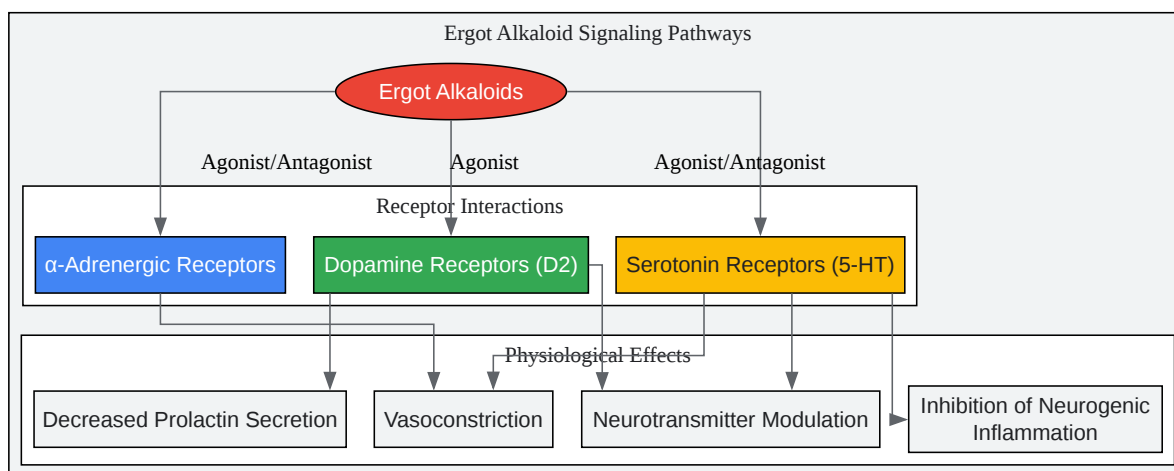 Ergot Alkaloid Signaling Pathways
Ergot Alkaloids
Agonist/Antagonist
Agonist
Agonist/Antagonist
Receptor Interactions
α-Adrenergic Receptors
Dopamine Receptors (D2)
Serotonin Receptors (5-HT)
Physiological Effects
Decreased Prolactin Secretion
Vasoconstriction
Neurotransmitter Modulation
Inhibition of Neurogenic
Inflammation